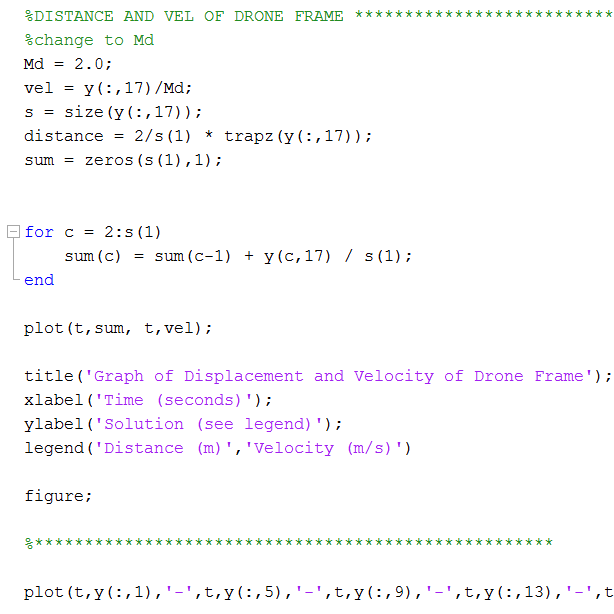 %DISTANCE AND VEL OF DRONE FRAME **************************
%change to Md
Md = 2.0;
vel = y(:,17)/Md;
s = size(y(:,17));
distance = 2/s(1) * trapz(y(:,17));
sum = zeros(s(1),1);
for c = 2:s(1)
sum(c) = sum(c-1) + y(c,17) / s(1);
end
plot(t,sum, t,vel);
title('Graph of Displacement and Velocity of Drone Frame');
xlabel('Time (seconds)');
ylabel('Solution (see legend)');
legend('Distance (m)','Velocity (m/s)')
figure;
%****************************************************
plot(t,y(:,1),'-',t,y(:,5),'-',t,y(:,9),'-',t,y(:,13),'-',t